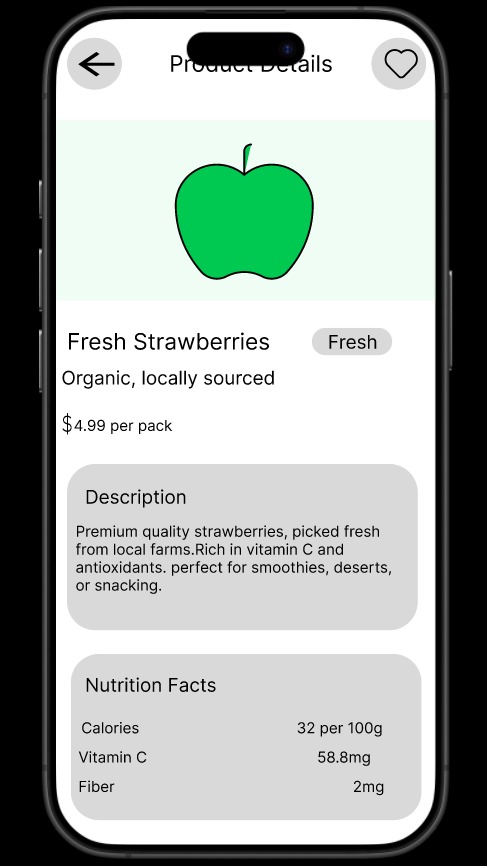 Product Details
Fresh Strawberries
Fresh
Organic, locally sourced
$4.99 per pack
Description
Premium quality strawberries, picked fresh
from local farms.Rich in vitamin C and
antioxidants. perfect for smoothies, deserts,
or snacking.
Nutrition Facts
Calories 32 per 100g
Vitamin C 58.8mg
Fiber 2mg